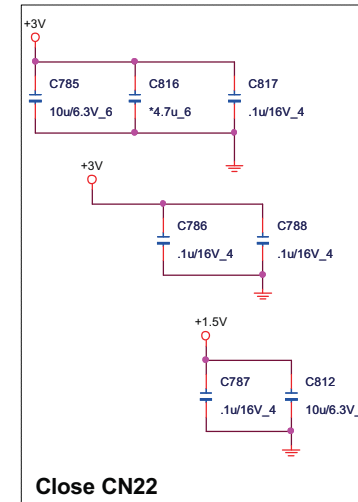 +3V
C785
C816
C817
10u/6.3V_6
*4.7u_6
.1u/16V_4
+3V
C786
C788
.1u/16V_4
.1u/16V_4
+1.5V
C787
C812
.1u/16V_4
10u/6.3V_
Close CN22